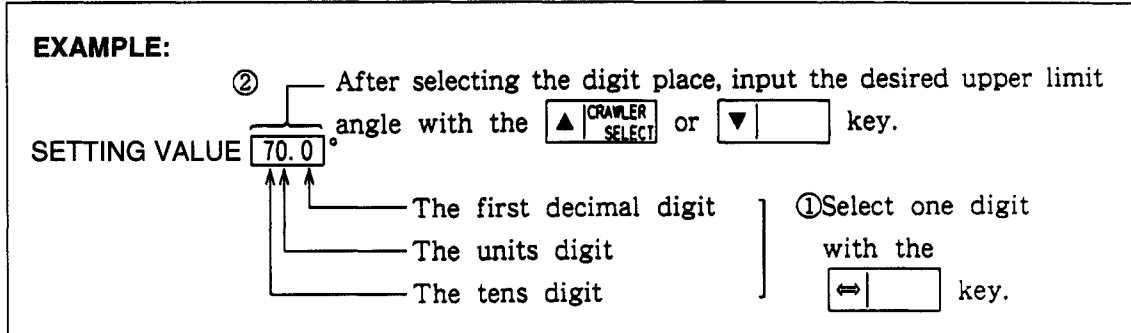 EXAMPLE:
② After selecting the digit place, input the desired upper limit
angle with the ▲ CRAWLER SELECT or ▼ key.
SETTING VALUE 70.0°
The first decimal digit
The units digit
The tens digit
①Select one digit
with the
⇔ key.